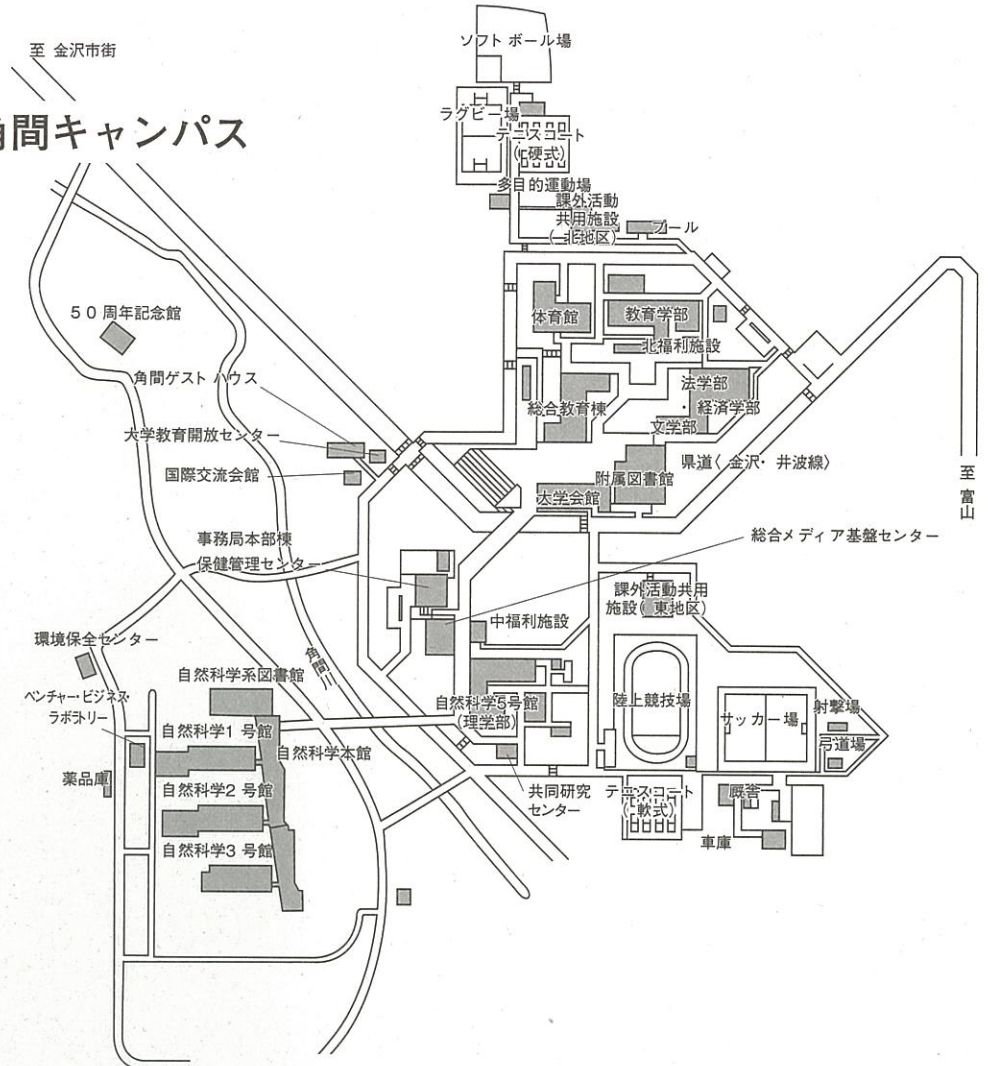 至 金沢市街
角間キャンパス
ソフトボール場
ラグビー場
テニスコート
(硬式)
多目的運動場
課外活動
共用施設
(北地区)
プール
50周年記念館
体育館
教育学部
北福利施設
角間ゲスト ハウス
総合教育棟
法学部
経済学部
文学部
大学教育開放センター
国際交流会館
附属図書館
県道〈 金沢・ 井波線〉
至 富山
大学会館
事務局本部棟
保健管理センター
総合メディア基盤センター
課外活動共用
施設( 東地区)
中福利施設
環境保全センター
角間川
自然科学系図書館
ベンチャー・ビジネス
ラボラトリー
自然科学5号館
(理学部)
陸上競技場
サッカー場
射撃場
弓道場
自然科学1 号館
自然科学本館
薬品庫
自然科学2 号館
共同研究
センター
テニスコート
(軟式)
厩舎
車庫
自然科学3 号館